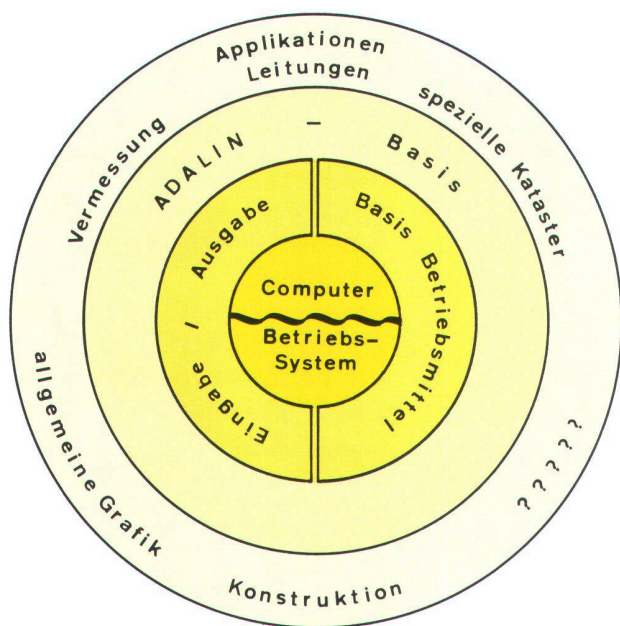 Applikationen
Leitungen
spezielle Kataster
Vermessung
ADALIN - Basis
Eingabe / Ausgabe
Basis Betriebsmittel
Computer
Betriebs-
System
allgemeine Grafik
? ? ? ? ?
Konstruktion